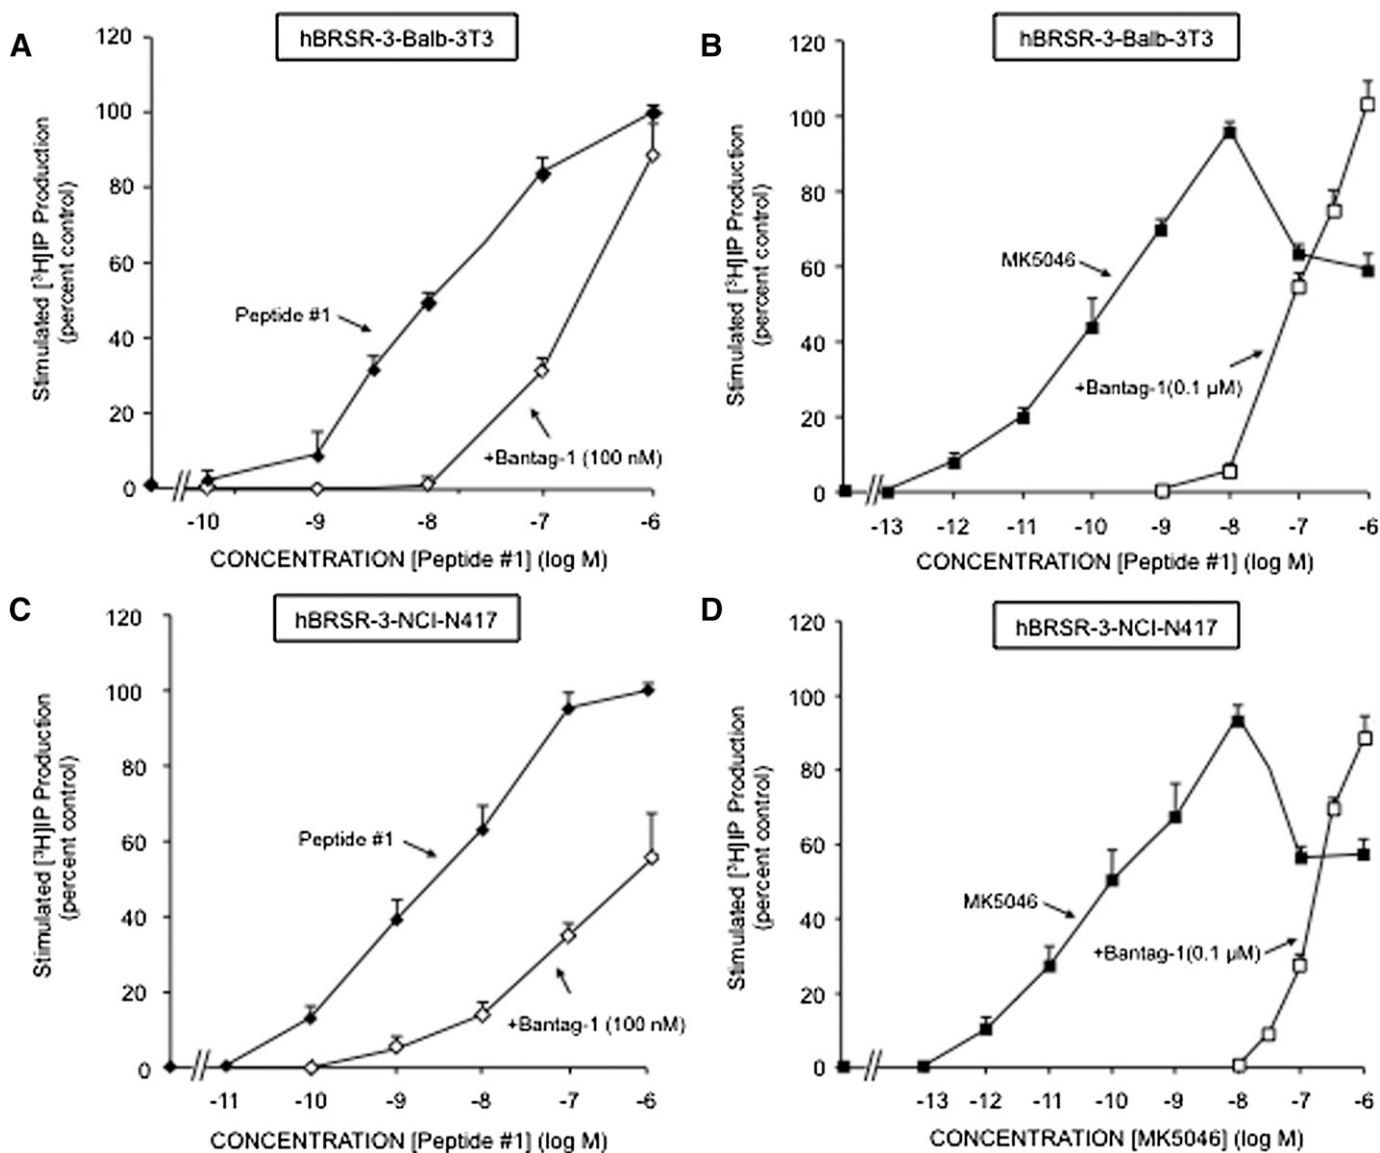 A
hBRSR-3-Balb-3T3
120
100
80
60
40
20
0
Stimulated [³H]IP Production
(percent control)
Peptide #1
+Bantag-1 (100 nM)
-10 -9 -8 -7 -6
CONCENTRATION [Peptide #1] (log M)
B
hBRSR-3-Balb-3T3
120
100
80
60
40
20
0
Stimulated [³H]IP Production
(percent control)
MK5046
+Bantag-1(0.1 µM)
-13 -12 -11 -10 -9 -8 -7 -6
CONCENTRATION [Peptide #1] (log M)
C
hBRSR-3-NCI-N417
120
100
80
60
40
20
0
Stimulated [³H]IP Production
(percent control)
Peptide #1
+Bantag-1 (100 nM)
-11 -10 -9 -8 -7 -6
CONCENTRATION [Peptide #1] (log M)
D
hBRSR-3-NCI-N417
120
100
80
60
40
20
0
Stimulated [³H]IP Production
(percent control)
MK5046
+Bantag-1(0.1 µM)
-13 -12 -11 -10 -9 -8 -7 -6
CONCENTRATION [MK5046] (log M)